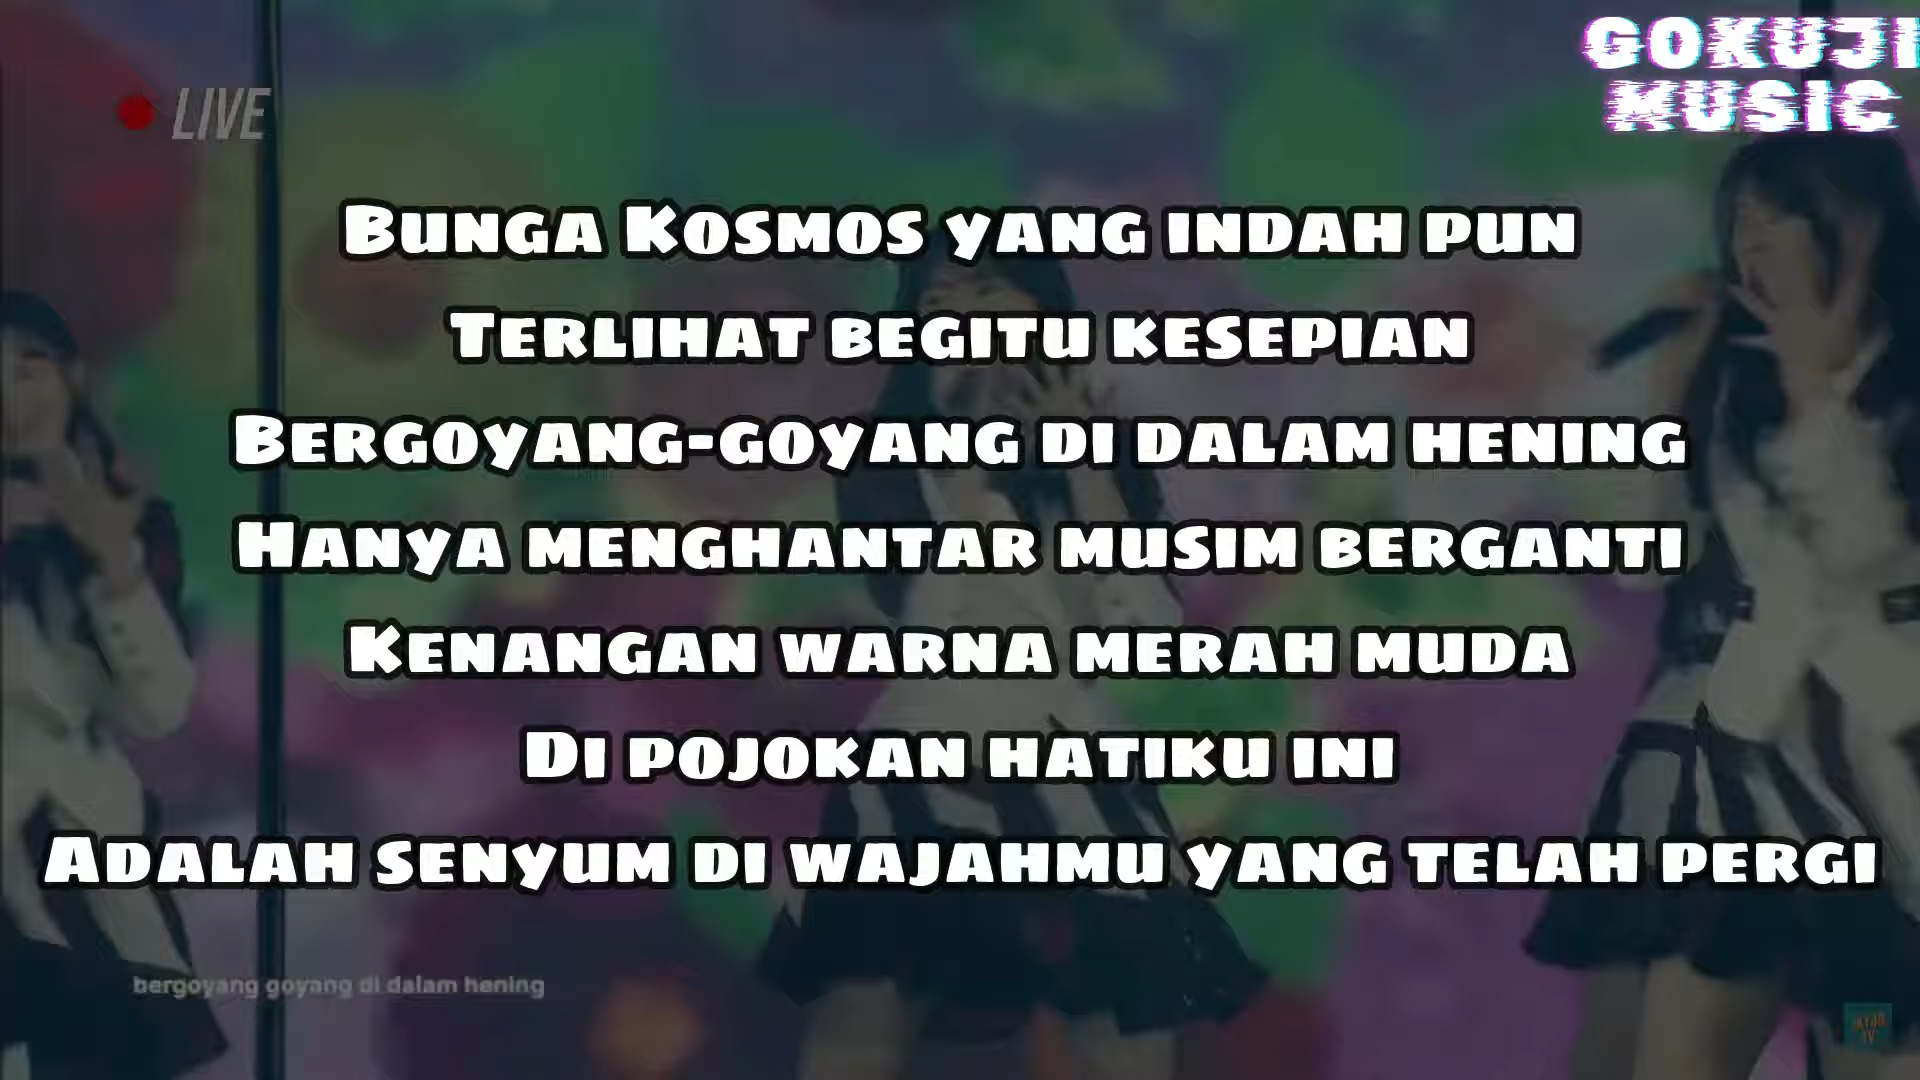 GOKUJI
MUSIC
LIVE
Bunga Kosmos yang indah pun
Terlihat begitu kesepian
Bergoyang-goyang di dalam hening
Hanya menghantar musim berganti
Kenangan warna merah muda
Di pojokan hatiku ini
Adalah senyum di wajahmu yang telah pergi
bergoyang goyang di dalam hening
JKT48
TV